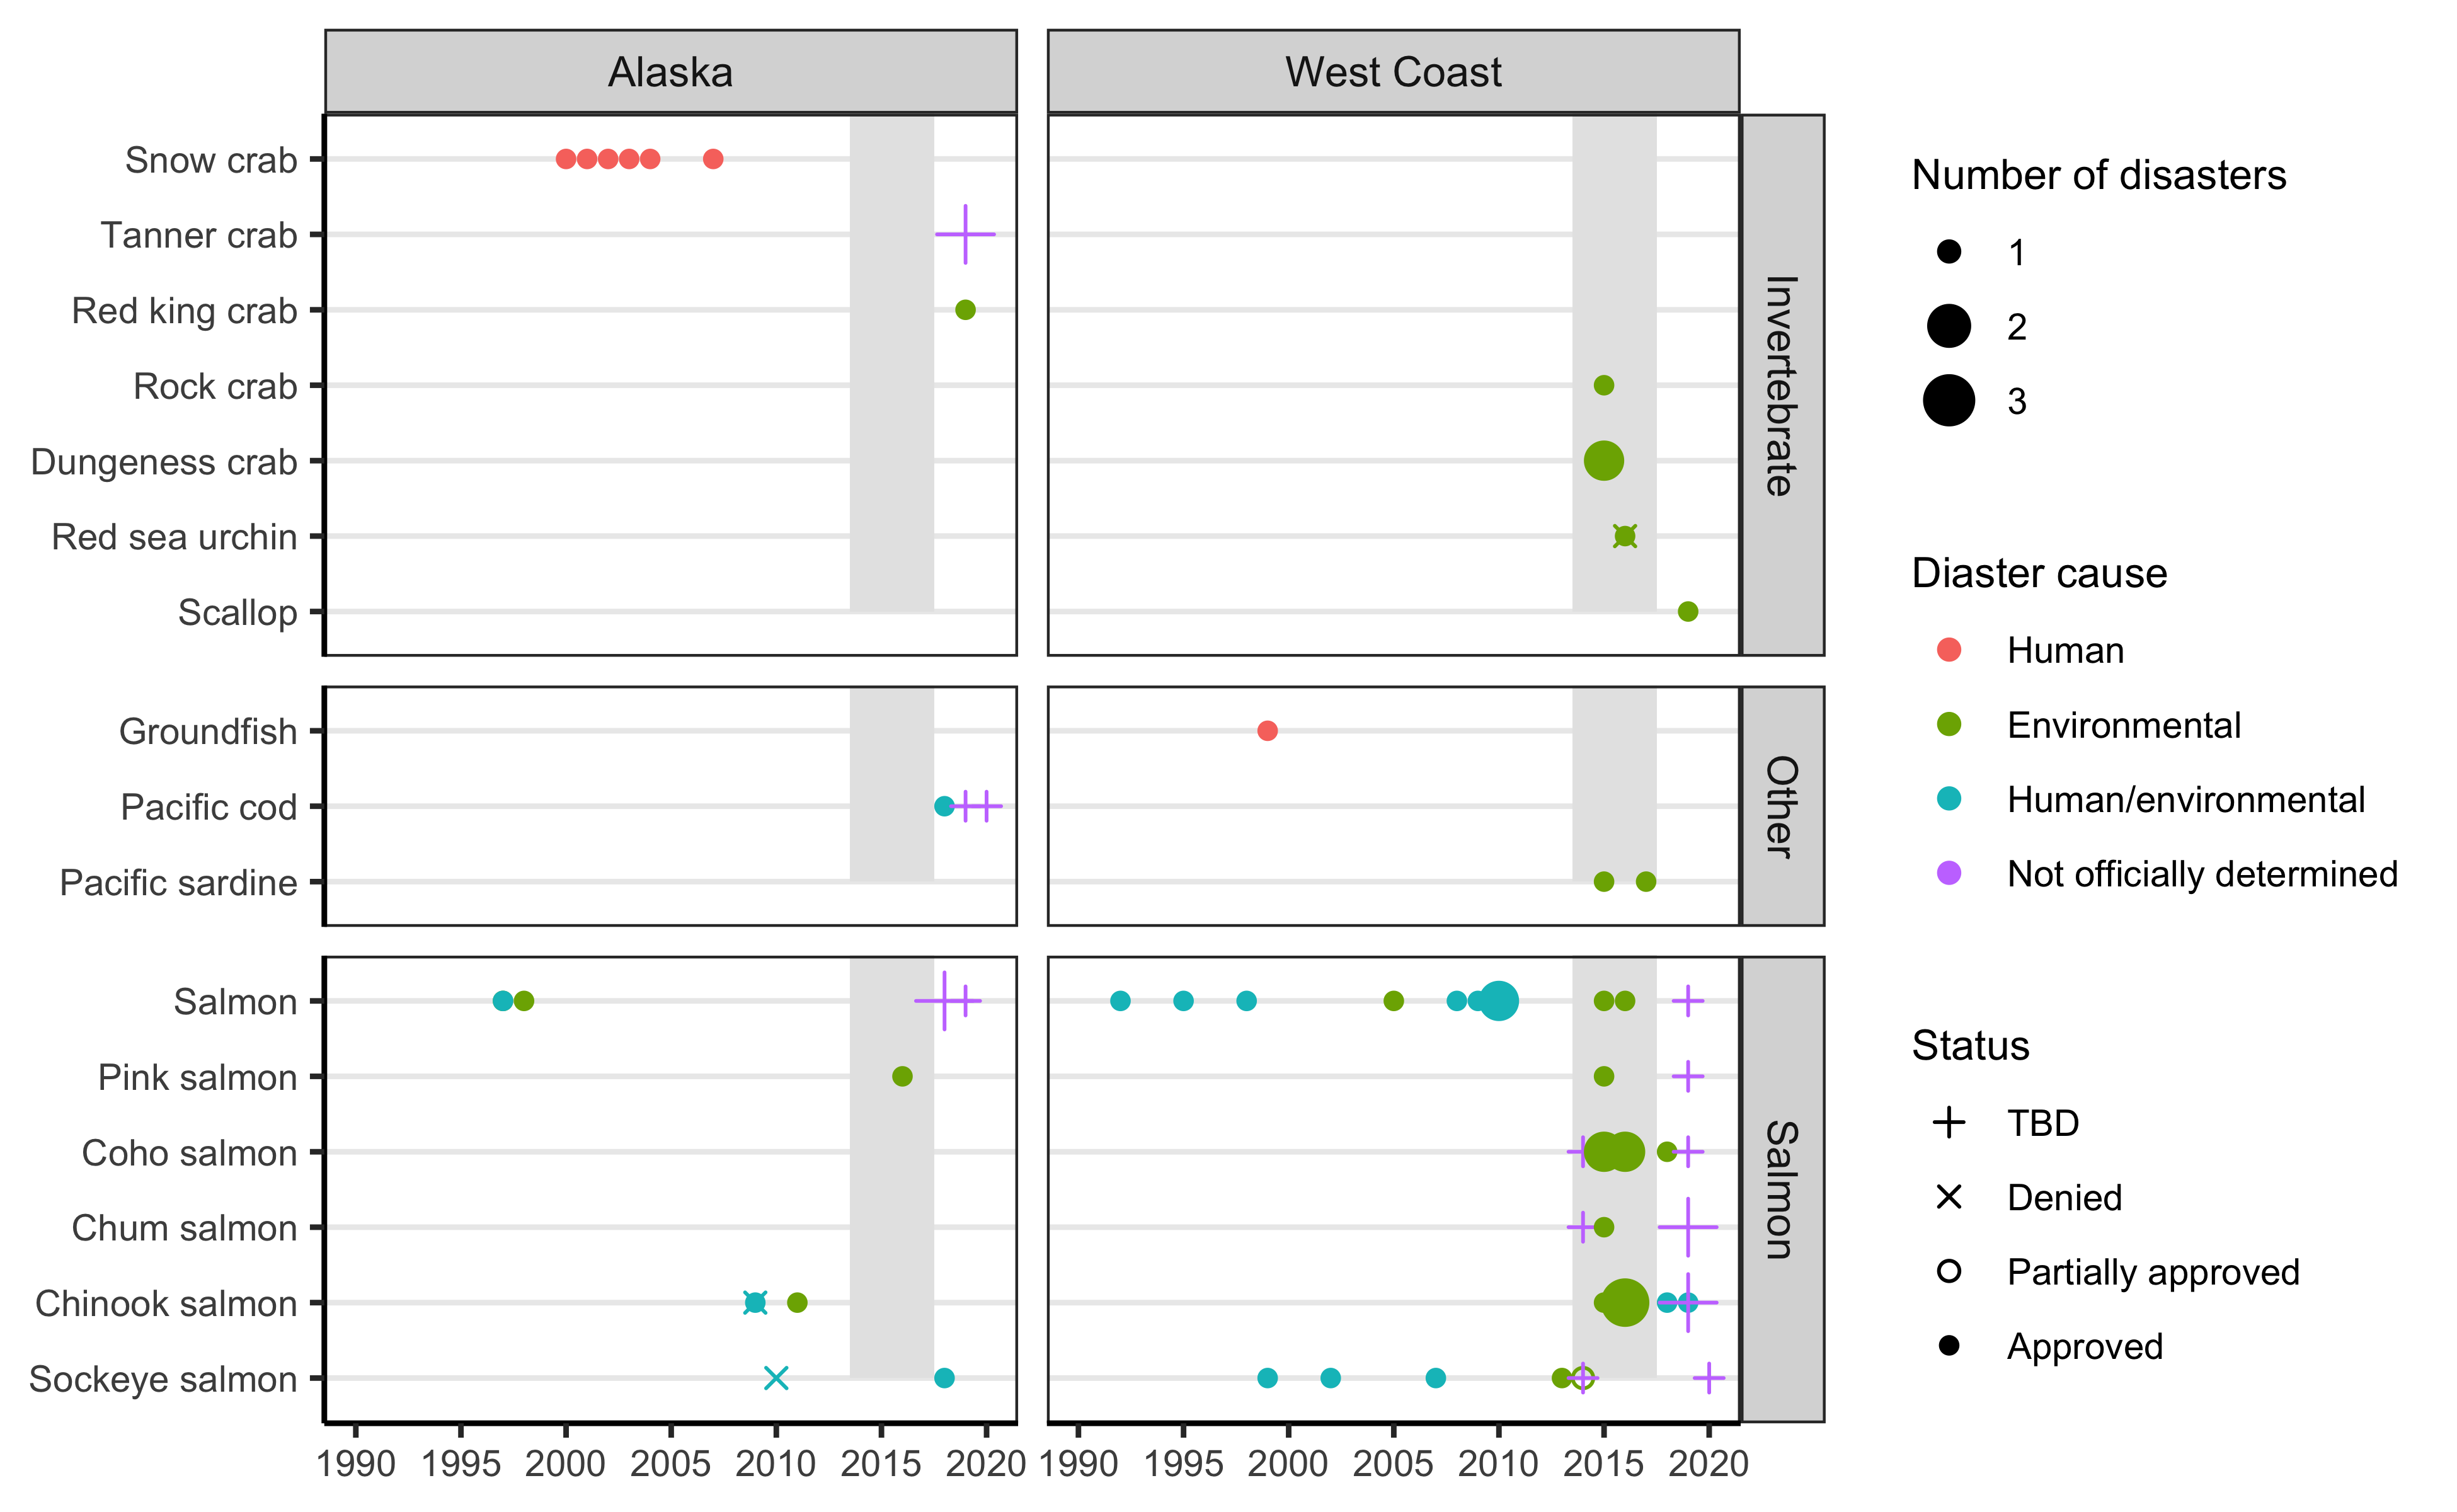 Alaska
West Coast
Snow crab
Tanner crab
Red king crab
Rock crab
Dungeness crab
Red sea urchin
Scallop
Invertebrate
Groundfish
Pacific cod
Pacific sardine
Other
Salmon
Pink salmon
Coho salmon
Chum salmon
Chinook salmon
Sockeye salmon
Salmon
1990 1995 2000 2005 2010 2015 2020
1990 1995 2000 2005 2010 2015 2020
Number of disasters
1
2
3
Diaster cause
Human
Environmental
Human/environmental
Not officially determined
Status
TBD
Denied
Partially approved
Approved